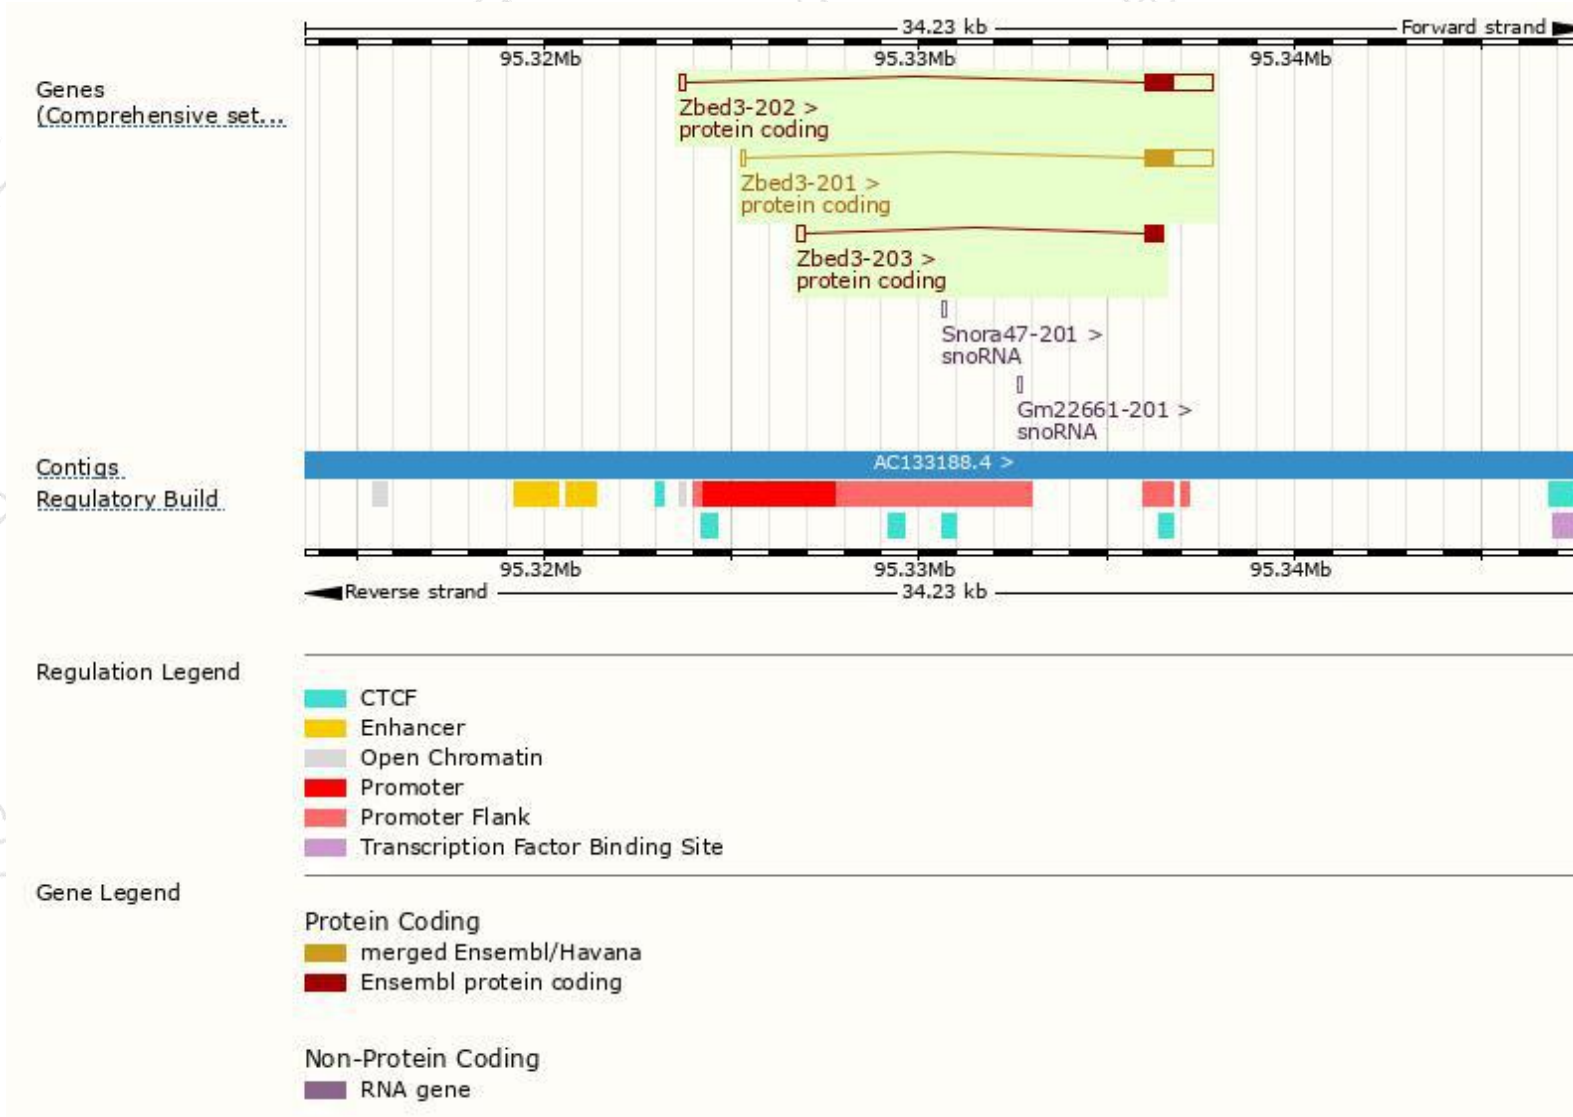 34.23 kb
Forward strand
95.32Mb 95.33Mb 95.34Mb
Genes
(Comprehensive set...
Zbed3-202 >
protein coding
Zbed3-201 >
protein coding
Zbed3-203 >
protein coding
Snora47-201 >
snoRNA
Gm22661-201 >
snoRNA
Contigs
AC133188.4 >
Regulatory Build
95.32Mb 95.33Mb 95.34Mb
Reverse strand
34.23 kb
Regulation Legend
CTCF
Enhancer
Open Chromatin
Promoter
Promoter Flank
Transcription Factor Binding Site
Gene Legend
Protein Coding
merged Ensembl/Havana
Ensembl protein coding
Non-Protein Coding
RNA gene